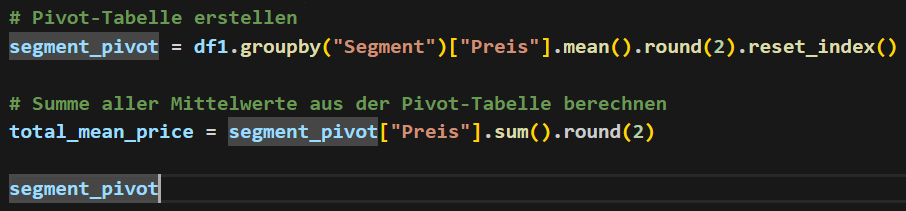 # Pivot-Tabelle erstellen
segment_pivot = df1.groupby("Segment")["Preis"].mean().round(2).reset_index()
# Summe aller Mittelwerte aus der Pivot-Tabelle berechnen
total_mean_price = segment_pivot["Preis"].sum().round(2)
segment_pivot